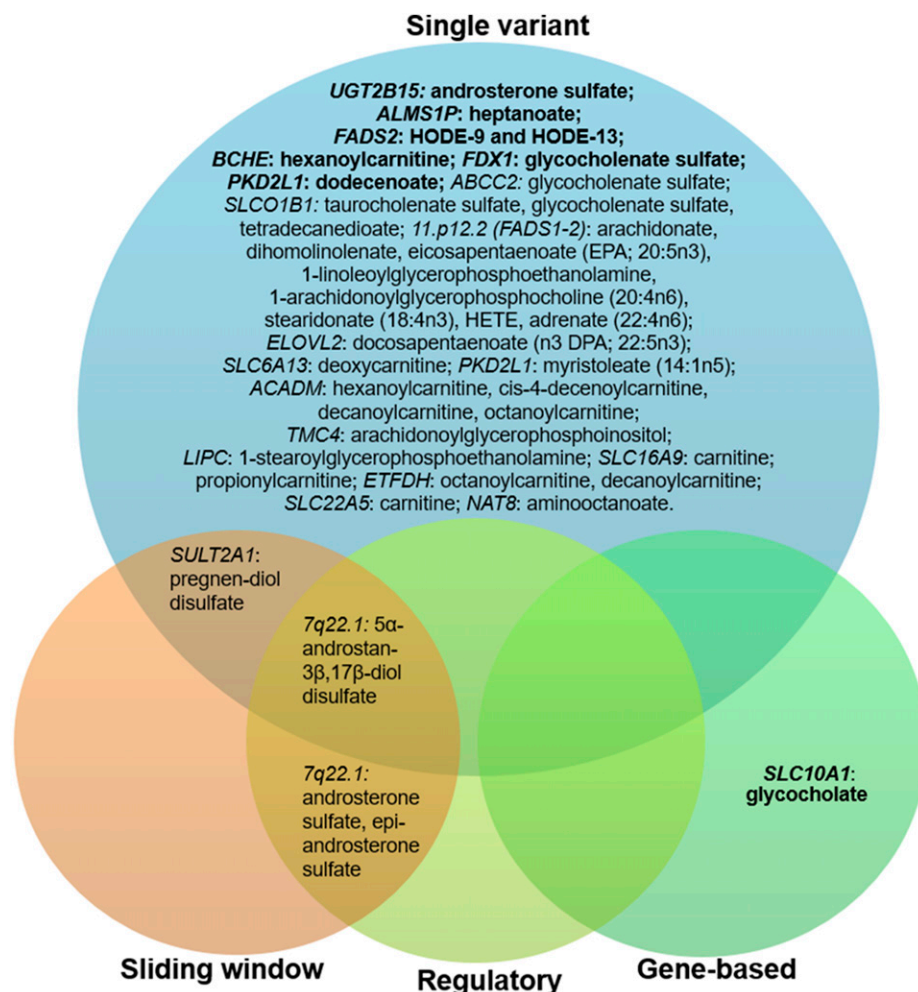 Single variant
UGT2B15: androsterone sulfate;
ALMS1P: heptanoate;
FADS2: HODE-9 and HODE-13;
BCHE: hexanoylcarnitine; FDX1: glycocholenate sulfate;
PKD2L1: dodecenoate; ABCC2: glycocholenate sulfate;
SLCO1B1: taurocholenate sulfate, glycocholenate sulfate,
tetradecanedioate; 11.p12.2 (FADS1-2): arachidonate,
dihomolinolenate, eicosapentaenoate (EPA; 20:5n3),
1-linoleoylglycerophosphoethanolamine,
1-arachidonoylglycerophosphocholine (20:4n6),
stearidonate (18:4n3), HETE, adrenate (22:4n6);
ELOVL2: docosapentaenoate (n3 DPA; 22:5n3);
SLC6A13: deoxycarnitine; PKD2L1: myristoleate (14:1n5);
ACADM: hexanoylcarnitine, cis-4-decenoylcarnitine,
decanoylcarnitine, octanoylcarnitine;
TMC4: arachidonoylglycerophosphoinositol;
LIPC: 1-stearoylglycerophosphoethanolamine; SLC16A9: carnitine;
propionylcarnitine; ETFDH: octanoylcarnitine, decanoylcarnitine;
SLC22A5: carnitine; NAT8: aminooctanoate.
SULT2A1:
pregnen-diol
disulfate
7q22.1: 5α-
androstan-
3β,17β-diol
disulfate
7q22.1:
androsterone
sulfate, epi-
androsterone
sulfate
SLC10A1:
glycocholate
Sliding window
Regulatory
Gene-based